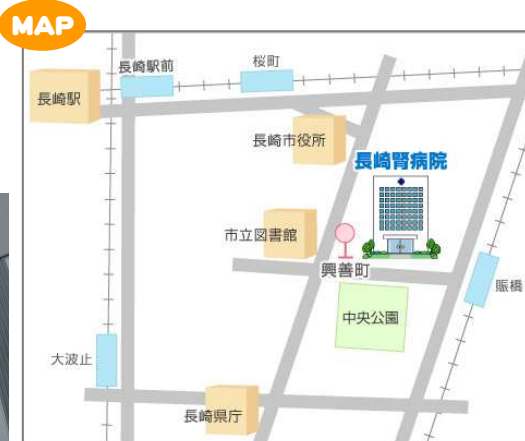 MAP
長崎駅前
桜町
長崎駅
長崎市役所
長崎腎病院
市立図書館
興善町
賑橋
中央公園
大波止
長崎県庁